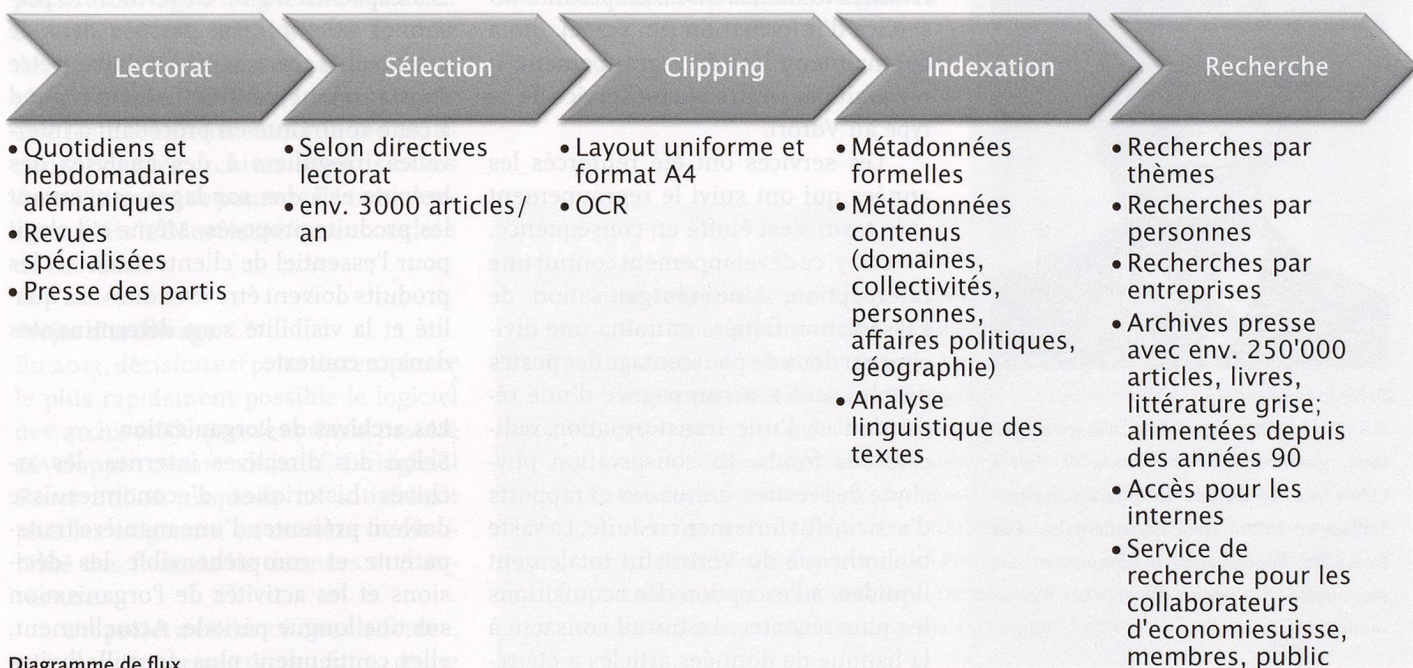 Lectorat
Sélection
Clipping
Indexation
Recherche
• Quotidiens et
hebdomadaires
alémaniques
• Revues
spécialisées
• Presse des partis
• Selon directives
lectorat
• env. 3000 articles/
an
• Layout uniforme et
format A4
• OCR
• Métadonnées
formelles
• Métadonnées
contenus
(domaines,
collectivités,
personnes,
affaires politiques,
géographie)
• Analyse
linguistique des
textes
• Recherches par
thèmes
• Recherches par
personnes
• Recherches par
entreprises
• Archives presse
avec env. 250'000
articles, livres,
littérature grise;
alimentées depuis
des années 90
• Accès pour les
internes
• Service de
recherche pour les
collaborateurs
d'economiesuisse,
membres, public
Diagramme de flux